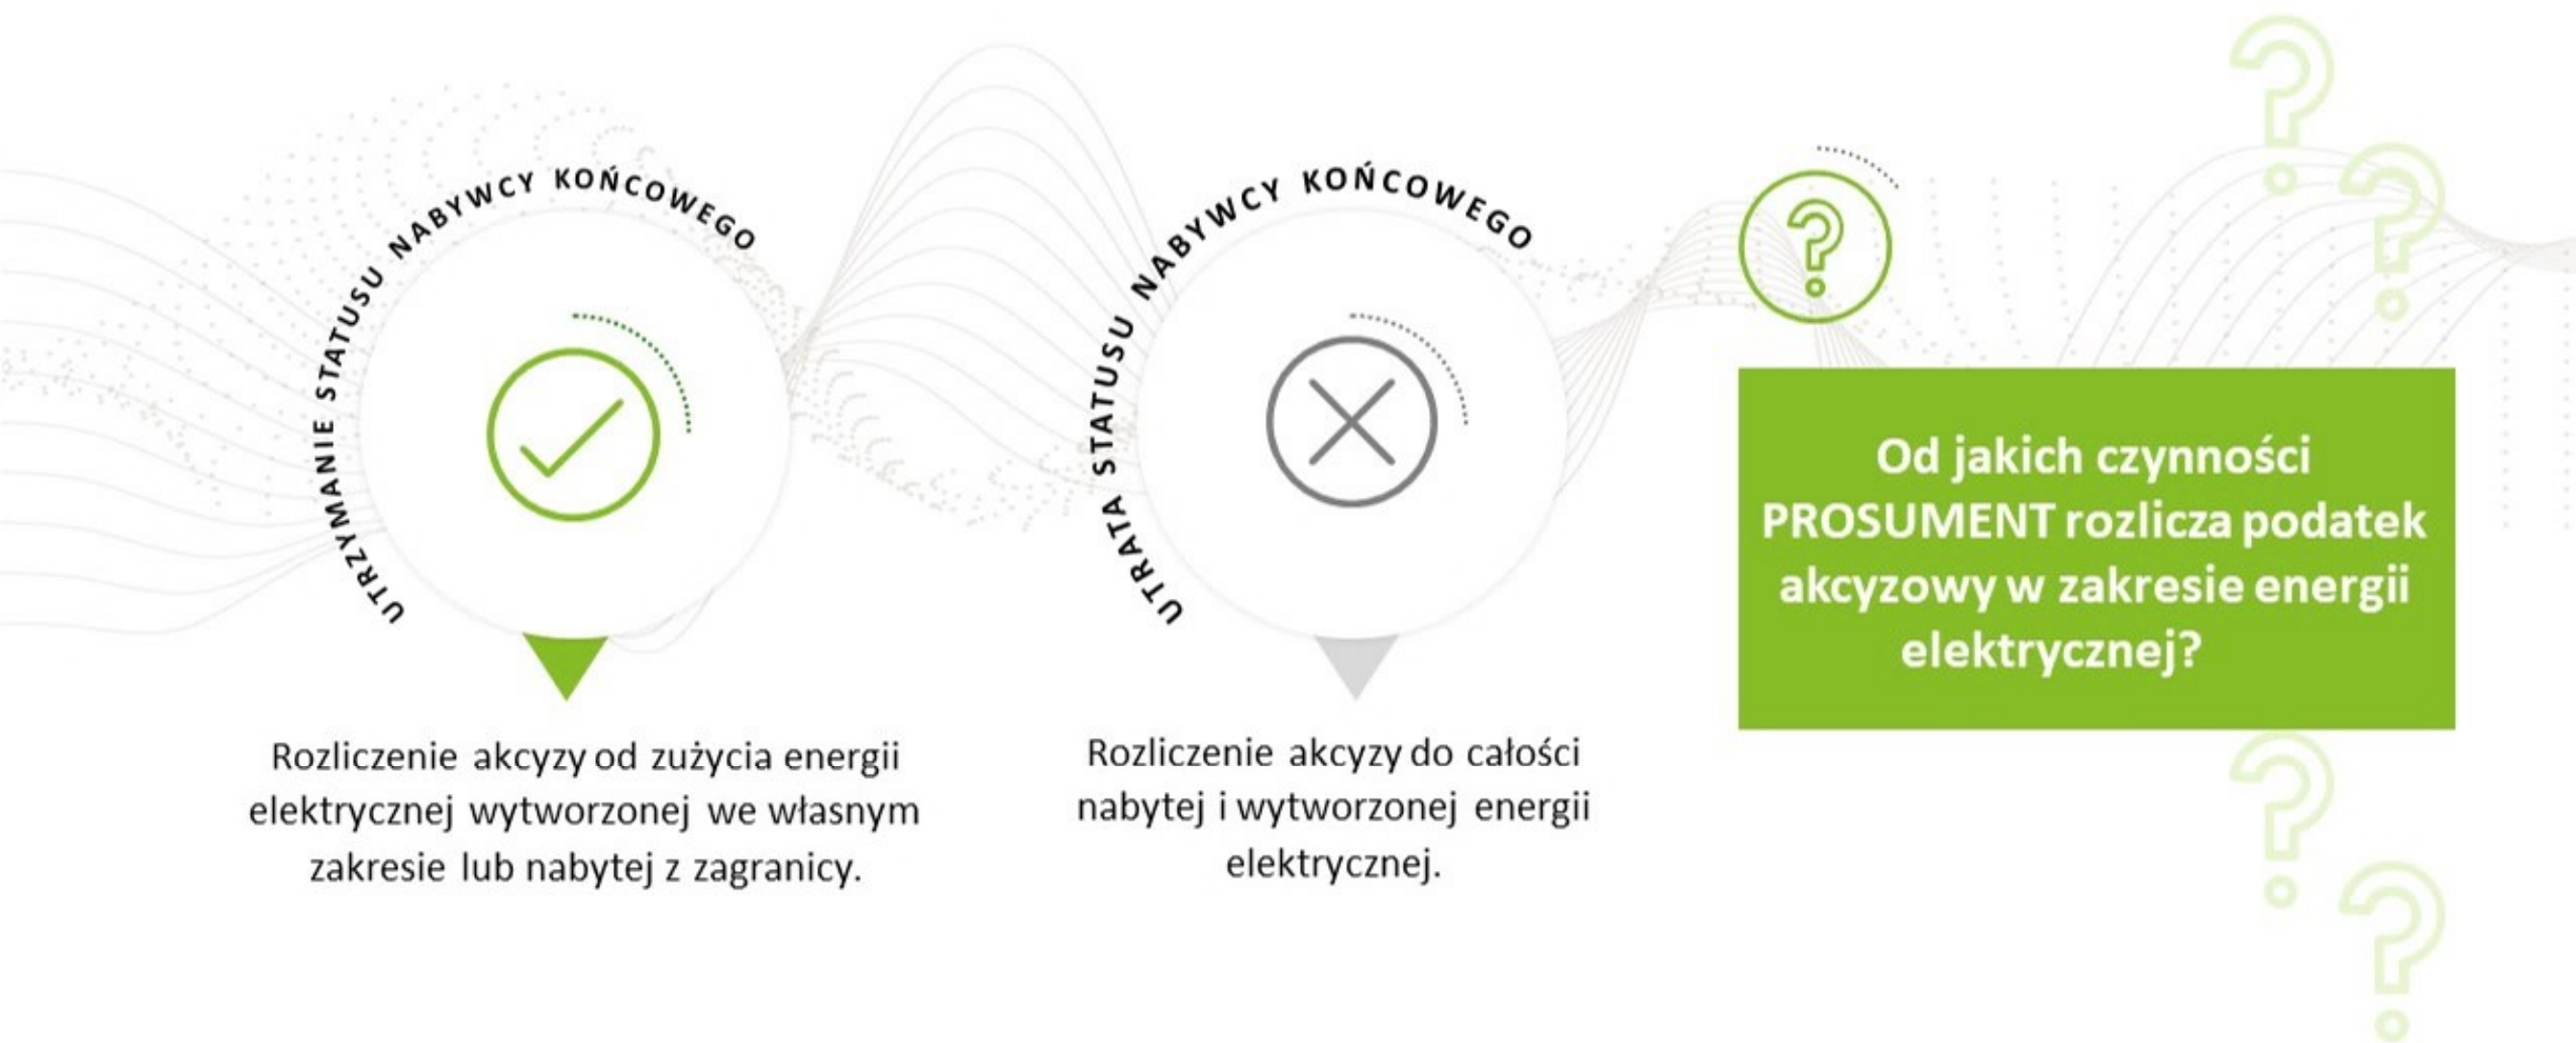 UTRZYMANIE STATUSU NABYWCY KOŃCOWEGO
Rozliczenie akcyzy od zużycia energii
elektrycznej wytworzonej we własnym
zakresie lub nabytej z zagranicy.
UTRATA STATUSU NABYWCY KOŃCOWEGO
Rozliczenie akcyzy do całości
nabytej i wytworzonej energii
elektrycznej.
Od jakich czynności
PROSUMENT rozlicza podatek
akcyzowy w zakresie energii
elektrycznej?